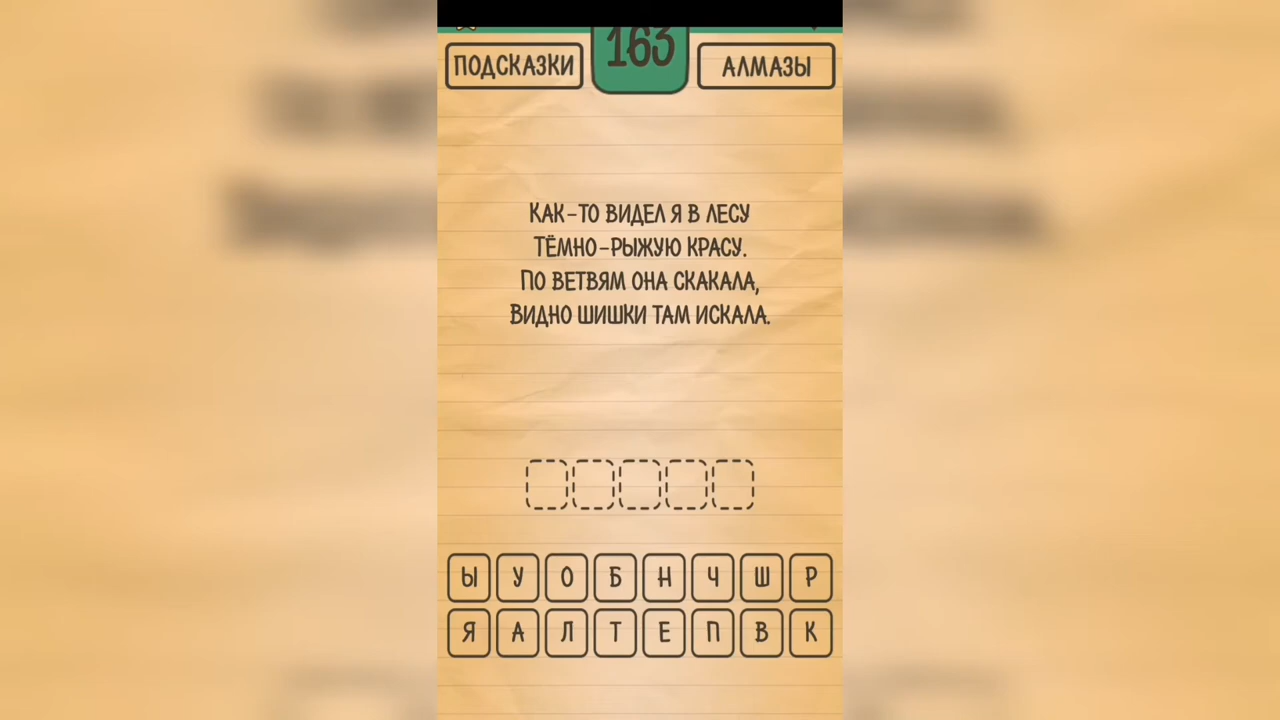 163
ПОДСКАЗКИ
АЛМАЗЫ
КАК-ТО ВИДЕЛ Я В ЛЕСУ
ТЁМНО-РЫЖУЮ КРАСУ.
ПО ВЕТВЯМ ОНА СКАКАЛА,
ВИДНО ШИШКИ ТАМ ИСКАЛА.
Ы У О Б Н Ч Ш Р
Я А Л Т Е П В К